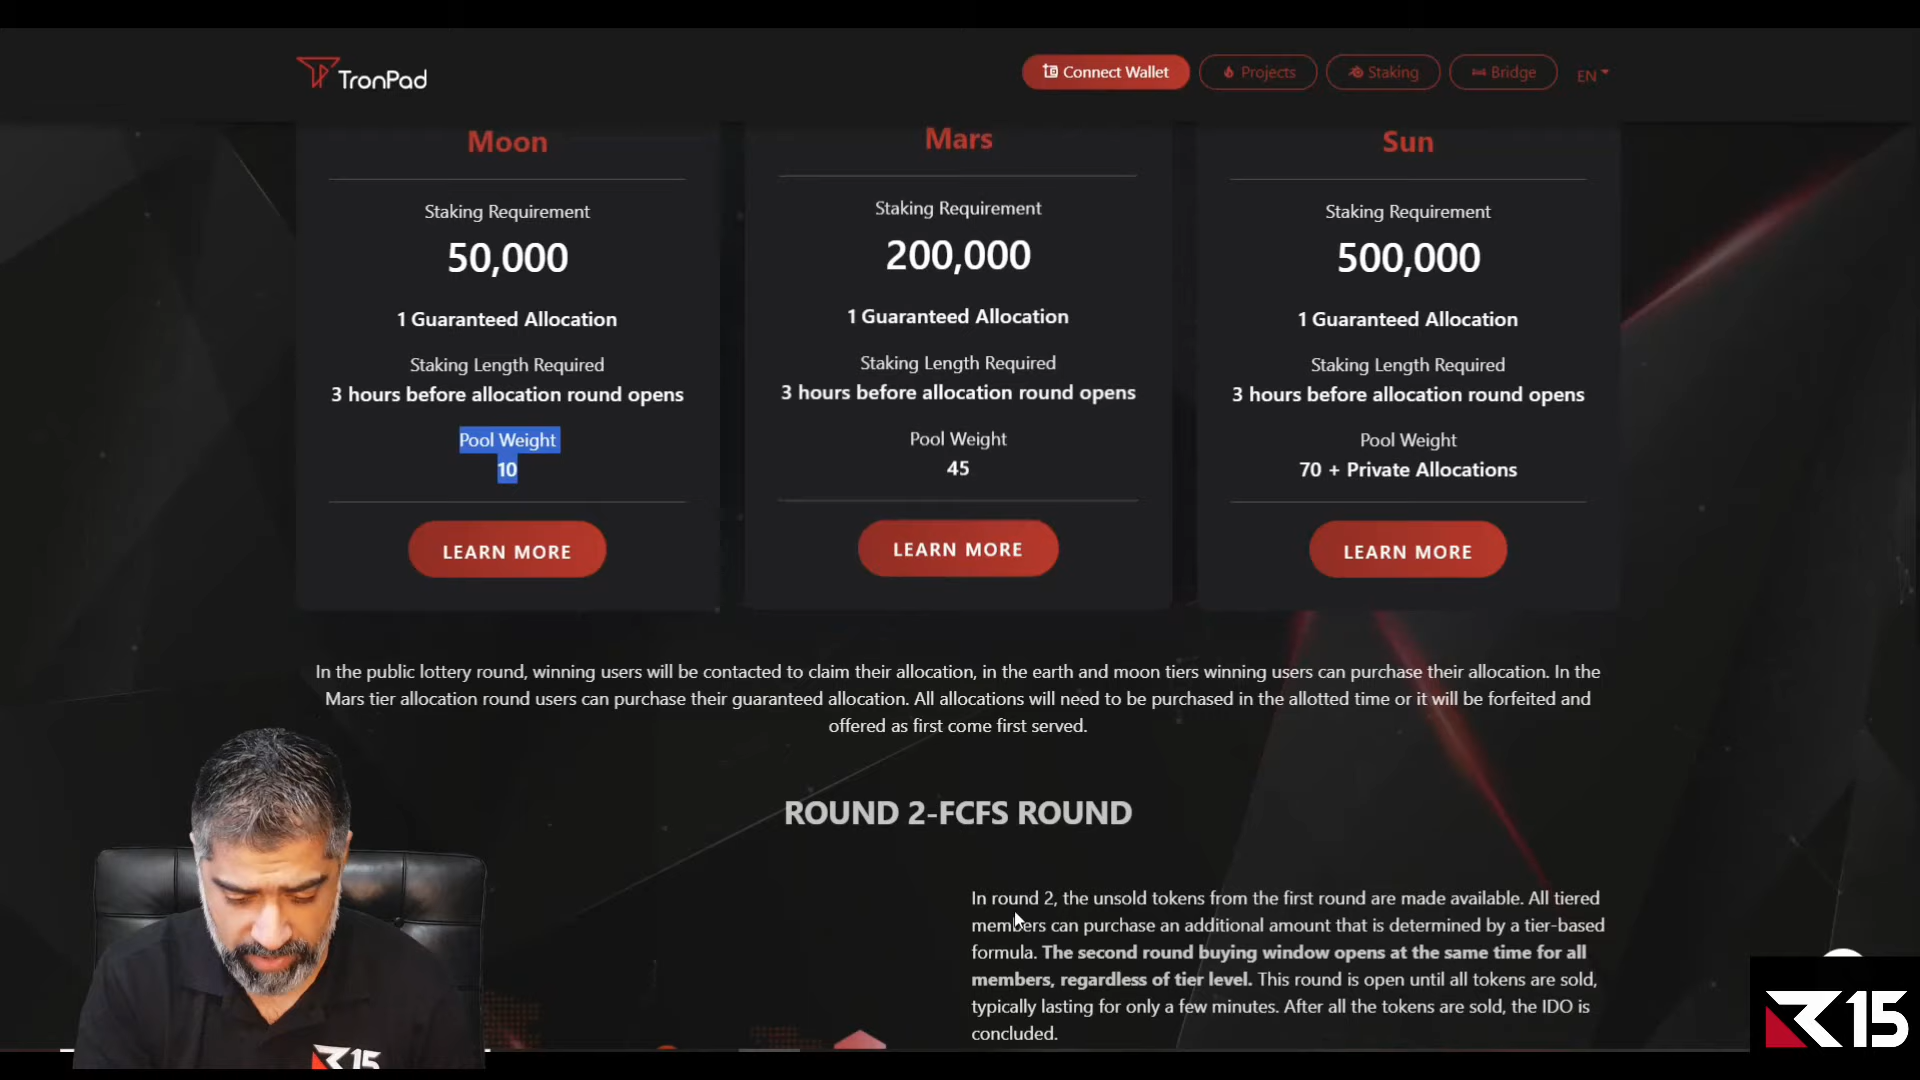 TronPad
Connect Wallet
Projects
Staking
Bridge
EN
Moon
Staking Requirement
50,000
1 Guaranteed Allocation
Staking Length Required
3 hours before allocation round opens
Pool Weight
10
LEARN MORE
Mars
Staking Requirement
200,000
1 Guaranteed Allocation
Staking Length Required
3 hours before allocation round opens
Pool Weight
45
LEARN MORE
Sun
Staking Requirement
500,000
1 Guaranteed Allocation
Staking Length Required
3 hours before allocation round opens
Pool Weight
70 + Private Allocations
LEARN MORE
In the public lottery round, winning users will be contacted to claim their allocation, in the earth and moon tiers winning users can purchase their allocation. In the
Mars tier allocation round users can purchase their guaranteed allocation. All allocations will need to be purchased in the allotted time or it will be forfeited and
offered as first come first served.
ROUND 2-FCFS ROUND
In round 2, the unsold tokens from the first round are made available. All tiered
members can purchase an additional amount that is determined by a tier-based
formula. The second round buying window opens at the same time for all
members, regardless of tier level. This round is open until all tokens are sold,
typically lasting for only a few minutes. After all the tokens are sold, the IDO is
concluded.
R15
R15